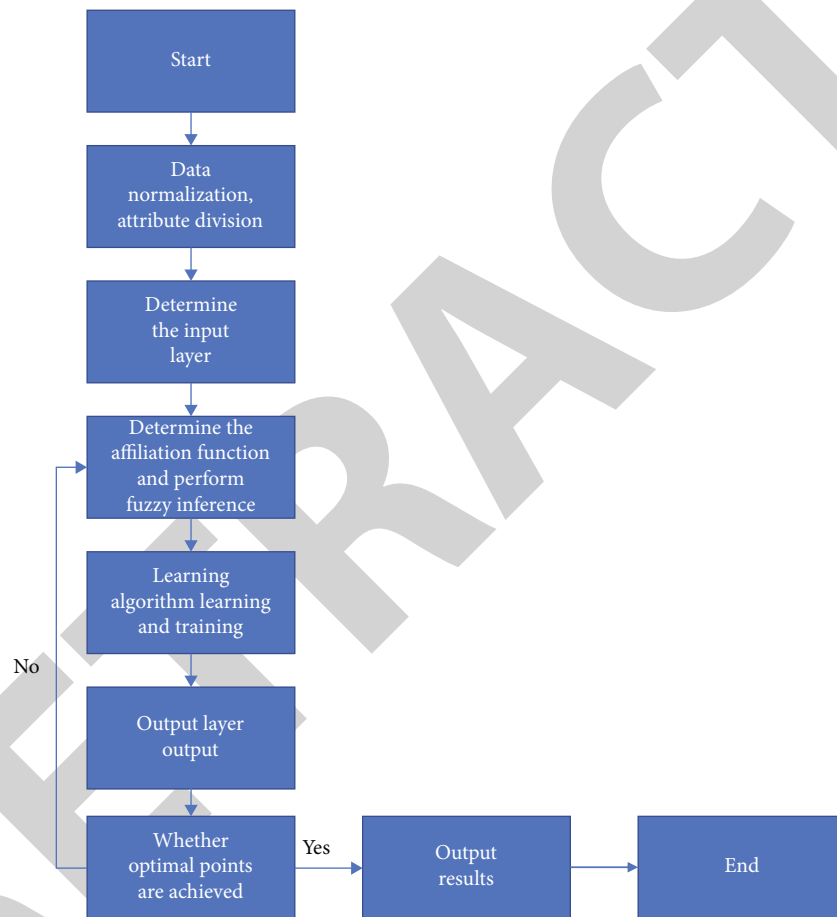 Start
Data
normalization,
attribute division
Determine
the input
layer
Determine the
affiliation function
and perform
fuzzy inference
Learning
algorithm learning
and training
No
Output layer
output
Whether
optimal points
are achieved
Yes
Output
results
End
ETRACT